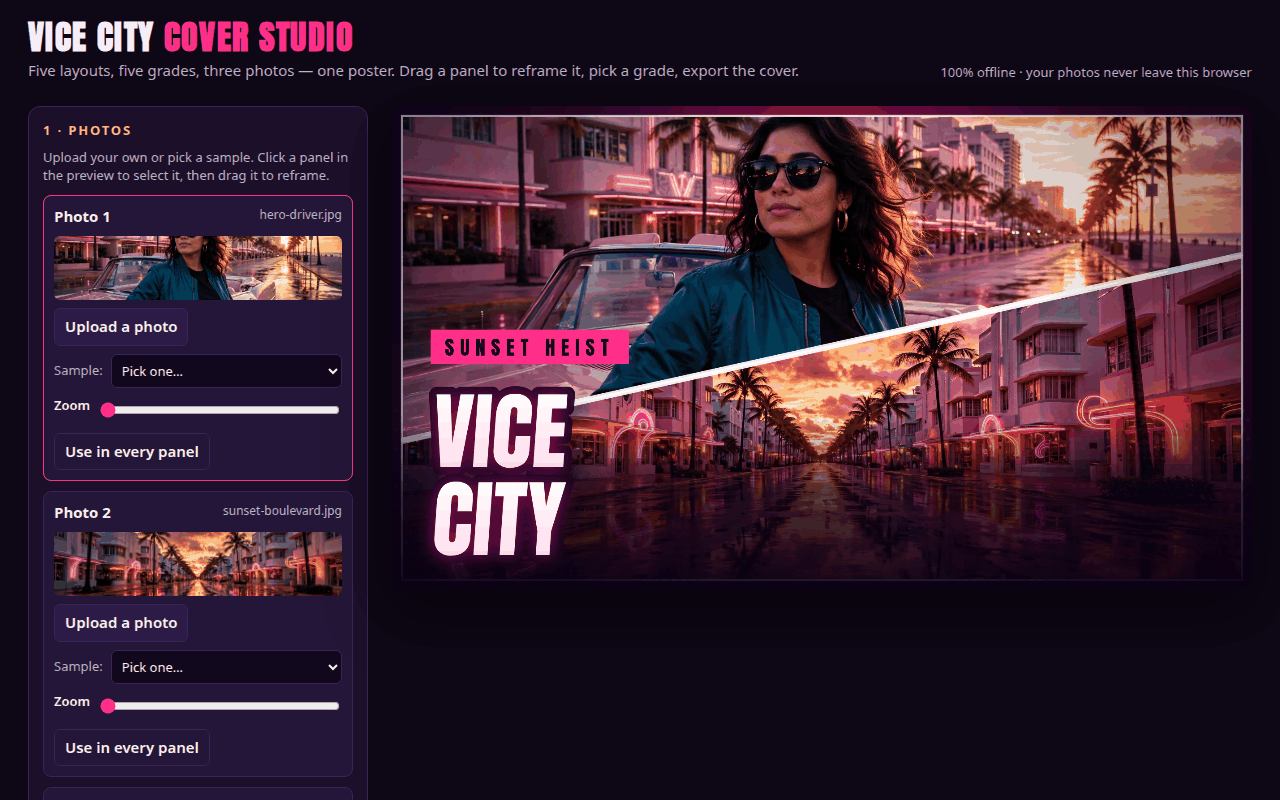 VICE CITY COVER STUDIO
Five layouts, five grades, three photos — one poster. Drag a panel to reframe it, pick a grade, export the cover.
100% offline · your photos never leave this browser
1 · PHOTOS
Upload your own or pick a sample. Click a panel in
the preview to select it, then drag it to reframe.
Photo 1
hero-driver.jpg
Upload a photo
Sample:
Pick one...
Zoom
Use in every panel
Photo 2
sunset-boulevard.jpg
Upload a photo
Sample:
Pick one...
Zoom
Use in every panel
SUNSET HEIST
VICE
CITY